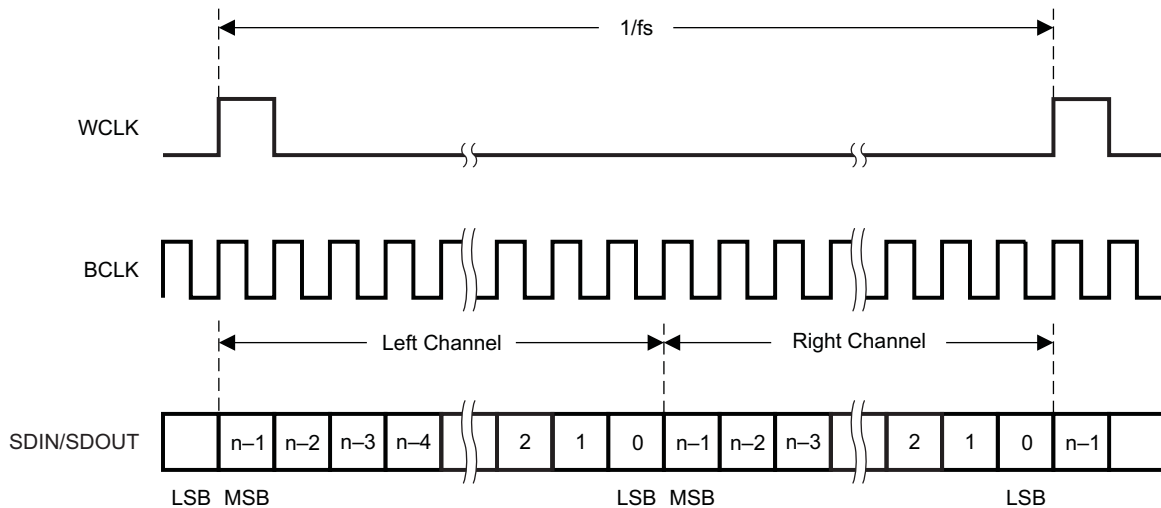 1/fs
WCLK
BCLK
Left Channel Right Channel
SDIN/SDOUT n–1 n–2 n–3 n–4 2 1 0 n–1 n–2 n–3 2 1 0 n–1
LSB MSB LSB MSB LSB